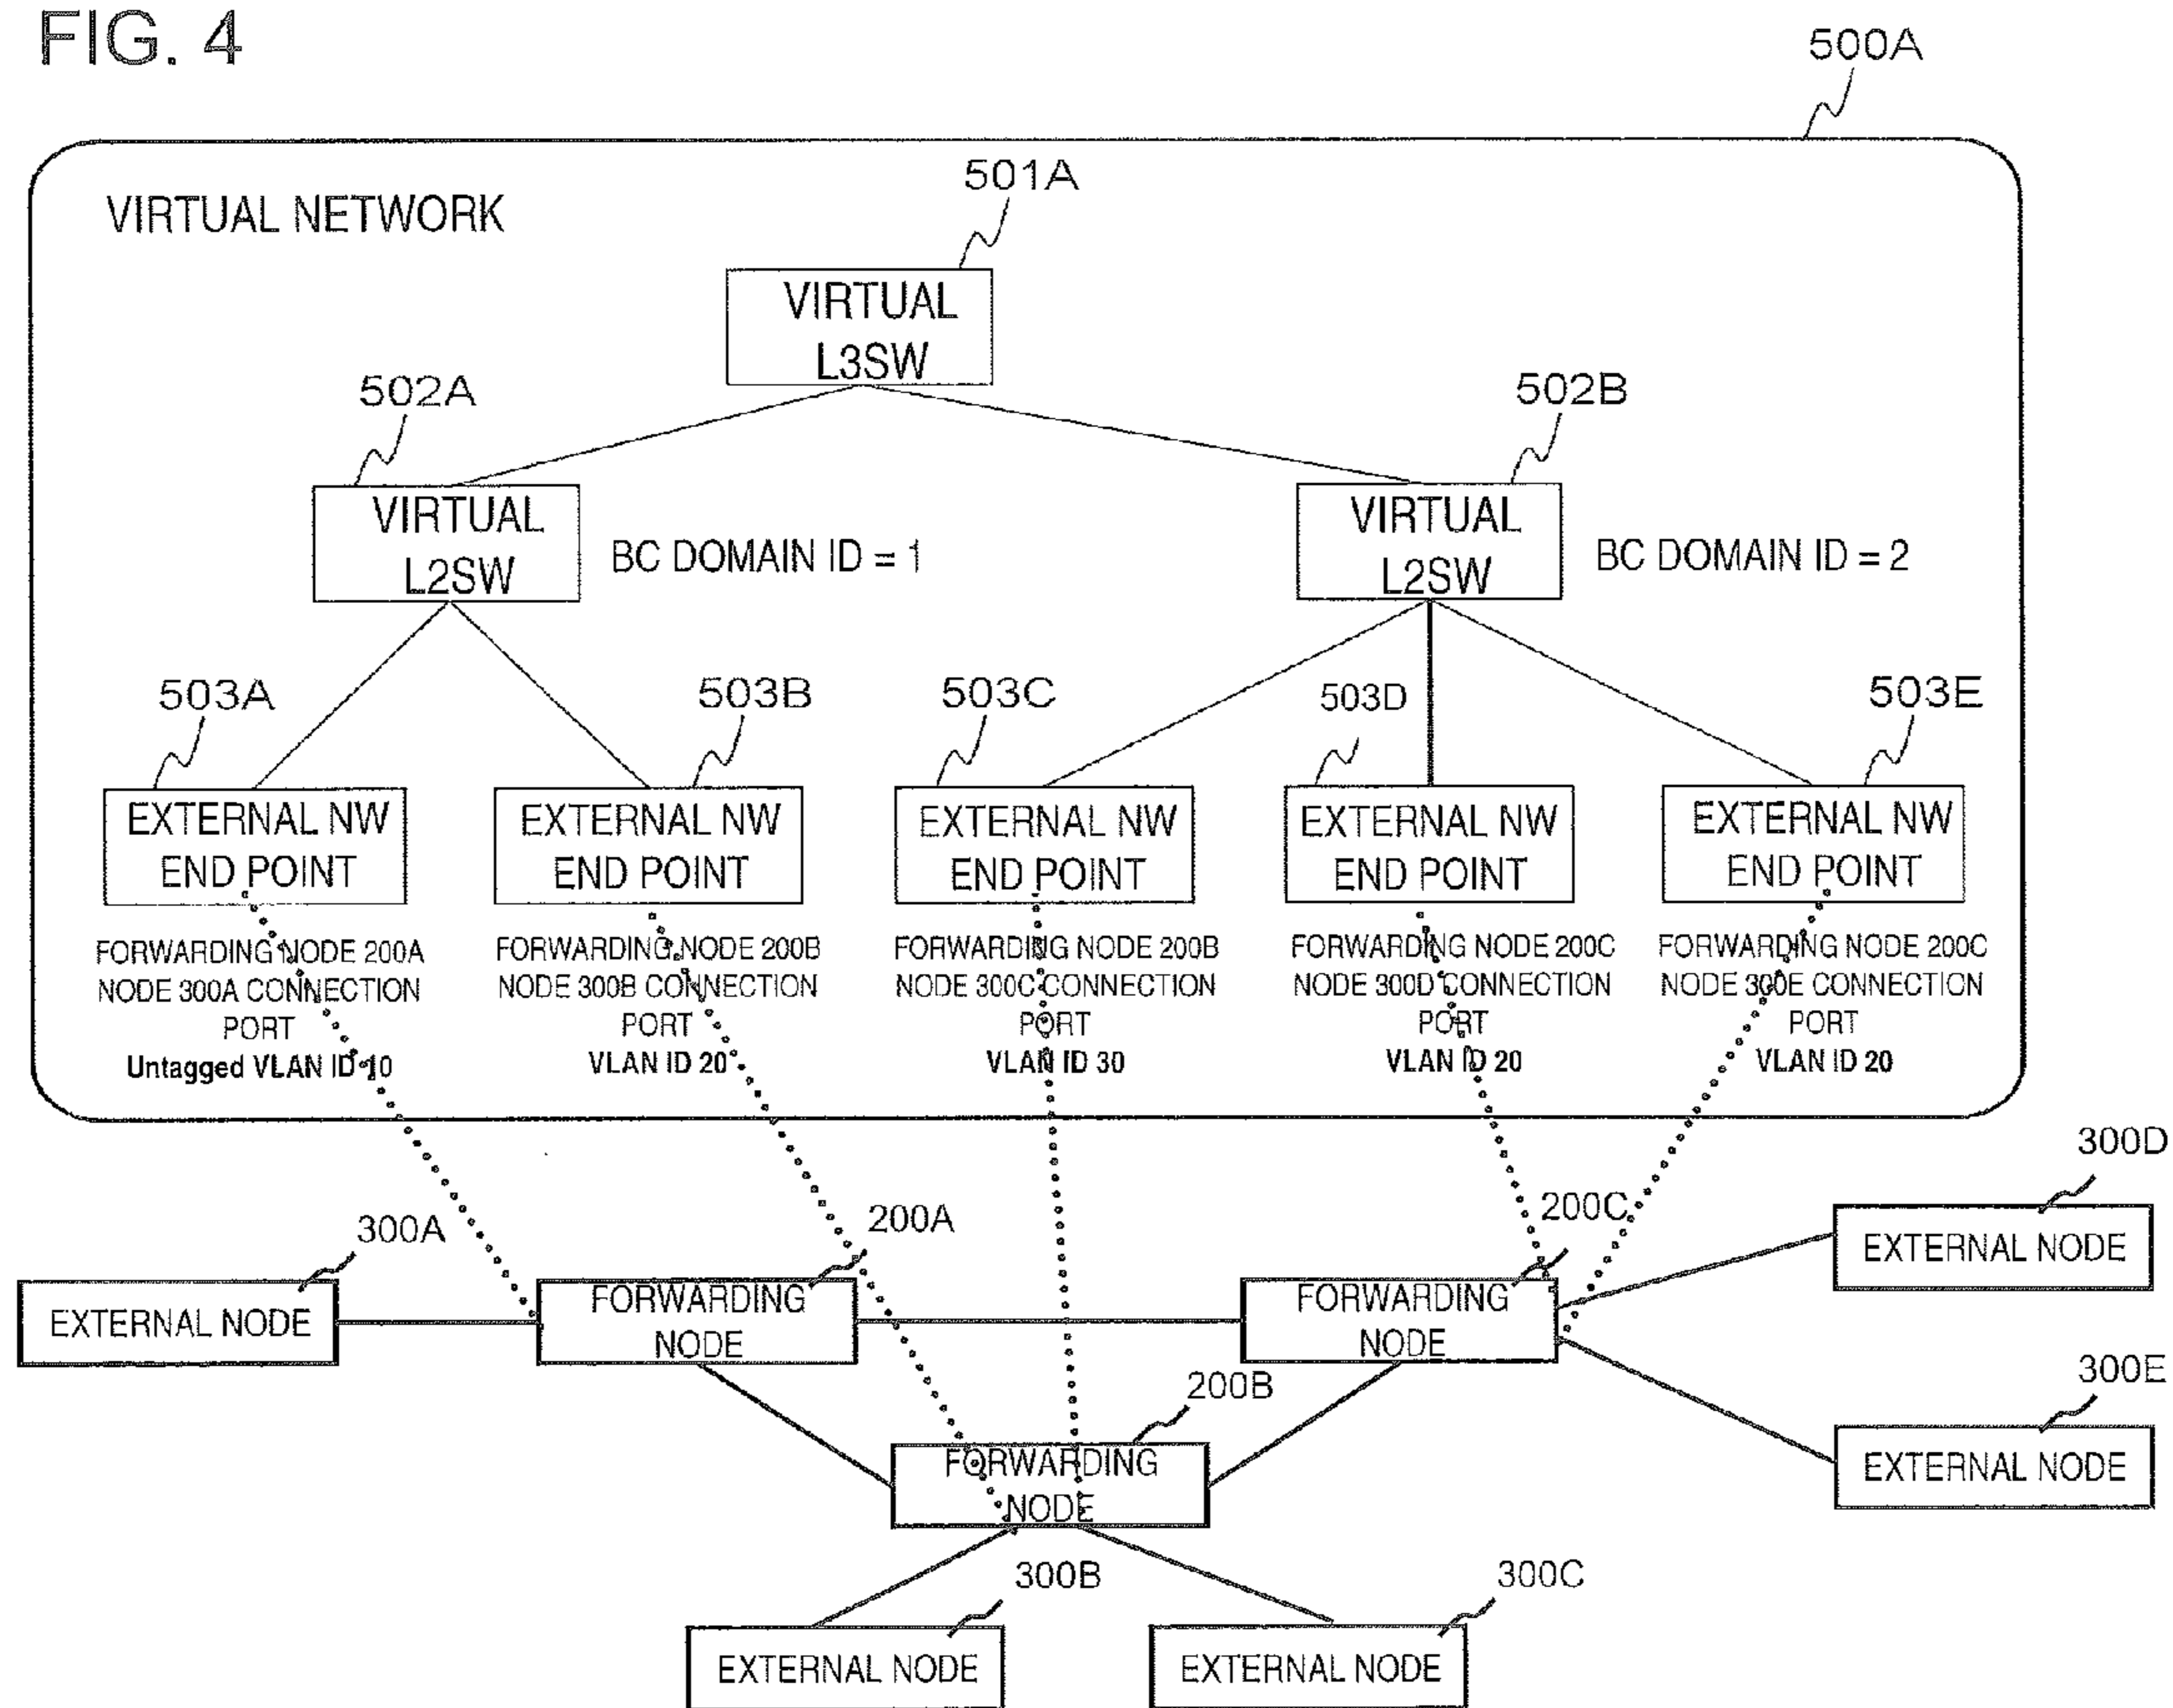 FIG. 4
500A
VIRTUAL NETWORK
501A
VIRTUAL
L3SW
502A
VIRTUAL
L2SW
BC DOMAIN ID = 1
502B
VIRTUAL
L2SW
BC DOMAIN ID = 2
503A
EXTERNAL NW
END POINT
FORWARDING NODE 200A
NODE 300A CONNECTION
PORT
Untagged VLAN ID 10
503B
EXTERNAL NW
END POINT
FORWARDING NODE 200B
NODE 300B CONNECTION
PORT
VLAN ID 20
503C
EXTERNAL NW
END POINT
FORWARDING NODE 200B
NODE 300C CONNECTION
PORT
VLAN ID 30
503D
EXTERNAL NW
END POINT
FORWARDING NODE 200C
NODE 300D CONNECTION
PORT
VLAN ID 20
503E
EXTERNAL NW
END POINT
FORWARDING NODE 200C
NODE 300E CONNECTION
PORT
VLAN ID 20
300A
EXTERNAL NODE
200A
FORWARDING
NODE
200C
FORWARDING
NODE
300D
EXTERNAL NODE
200B
FORWARDING
NODE
300E
EXTERNAL NODE
300B
EXTERNAL NODE
300C
EXTERNAL NODE